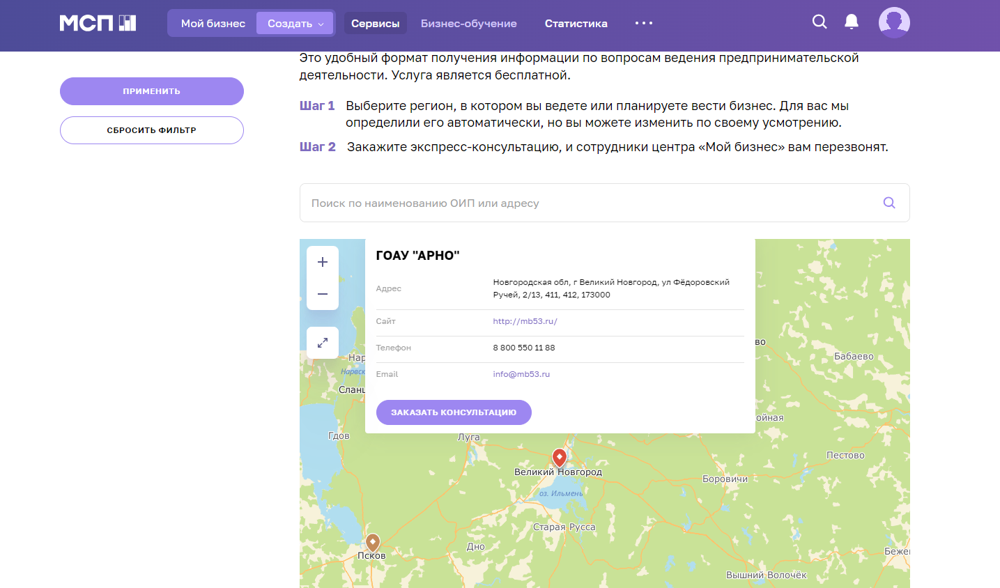 МСП
Мой бизнес
Создать
Сервисы
Бизнес-обучение
Статистика
Это удобный формат получения информации по вопросам ведения предпринимательской
деятельности. Услуга является бесплатной.
ПРИМЕНИТЬ
СБРОСИТЬ ФИЛЬТР
Шаг 1 Выберите регион, в котором вы ведете или планируете вести бизнес. Для вас мы
определили его автоматически, но вы можете изменить по своему усмотрению.
Шаг 2 Закажите экспресс-консультацию, и сотрудники центра «Мой бизнес» вам перезвонят.
Поиск по наименованию ОИП или адресу
ГОАУ "АРНО"
Адрес
Новгородская обл, г Великий Новгород, ул Фёдоровский
Ручей, 2/13, 411, 412, 173000
Сайт
http://mb53.ru/
Телефон
8 800 550 11 88
Email
info@mb53.ru
ЗАКАЗАТЬ КОНСУЛЬТАЦИЮ
Нар
Нарвск
Сланц
во
Бабаево
ойная
Гдов
Луга
Пестово
Великий Новгород
Боровичи
оз. Ильмень
Старая Русса
Дно
Псков
Бежец
Вышний Волочёк